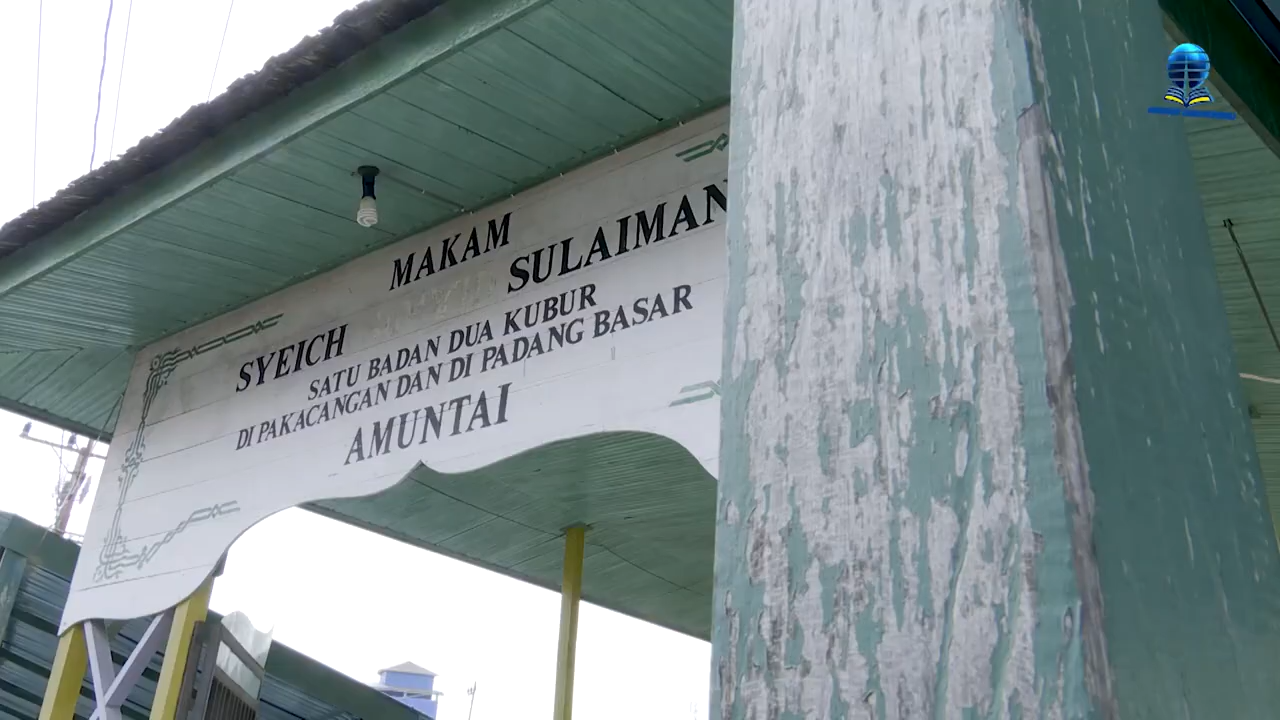 MAKAM
SYEICH SULAIMAN
SATU BADAN DUA KUBUR
DI PAKACANGAN DAN DI PADANG BASAR
AMUNTAI